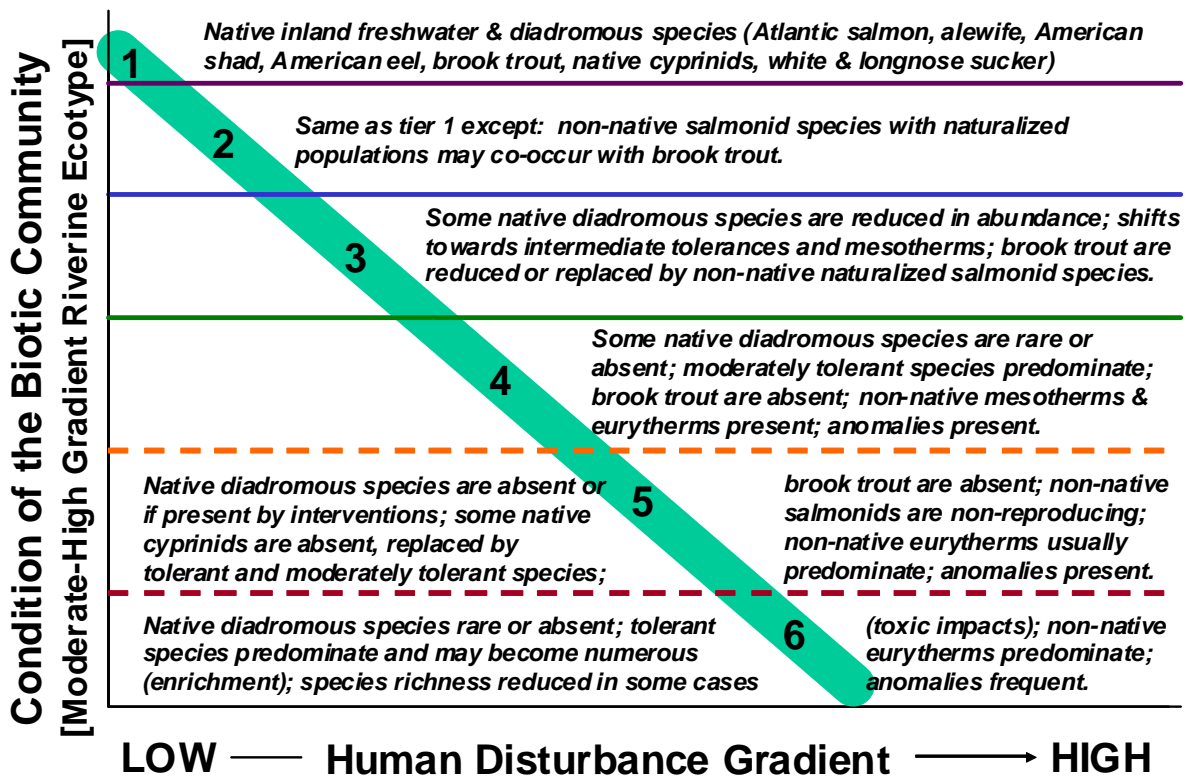 Condition of the Biotic Community
[Moderate-High Gradient Riverine Ecotype]
1
Native inland freshwater & diadromous species (Atlantic salmon, alewife, American
shad, American eel, brook trout, native cyprinids, white & longnose sucker)
2
Same as tier 1 except: non-native salmonid species with naturalized
populations may co-occur with brook trout.
3
Some native diadromous species are reduced in abundance; shifts
towards intermediate tolerances and mesotherms; brook trout are
reduced or replaced by non-native naturalized salmonid species.
4
Some native diadromous species are rare or
absent; moderately tolerant species predominate;
brook trout are absent; non-native mesotherms &
eurytherms present; anomalies present.
Native diadromous species are absent or
if present by interventions; some native
cyprinids are absent, replaced by
tolerant and moderately tolerant species;
5
brook trout are absent; non-native
salmonids are non-reproducing;
non-native eurytherms usually
predominate; anomalies present.
Native diadromous species rare or absent; tolerant
species predominate and may become numerous
(enrichment); species richness reduced in some cases
6
(toxic impacts); non-native
eurytherms predominate;
anomalies frequent.
LOW Human Disturbance Gradient HIGH